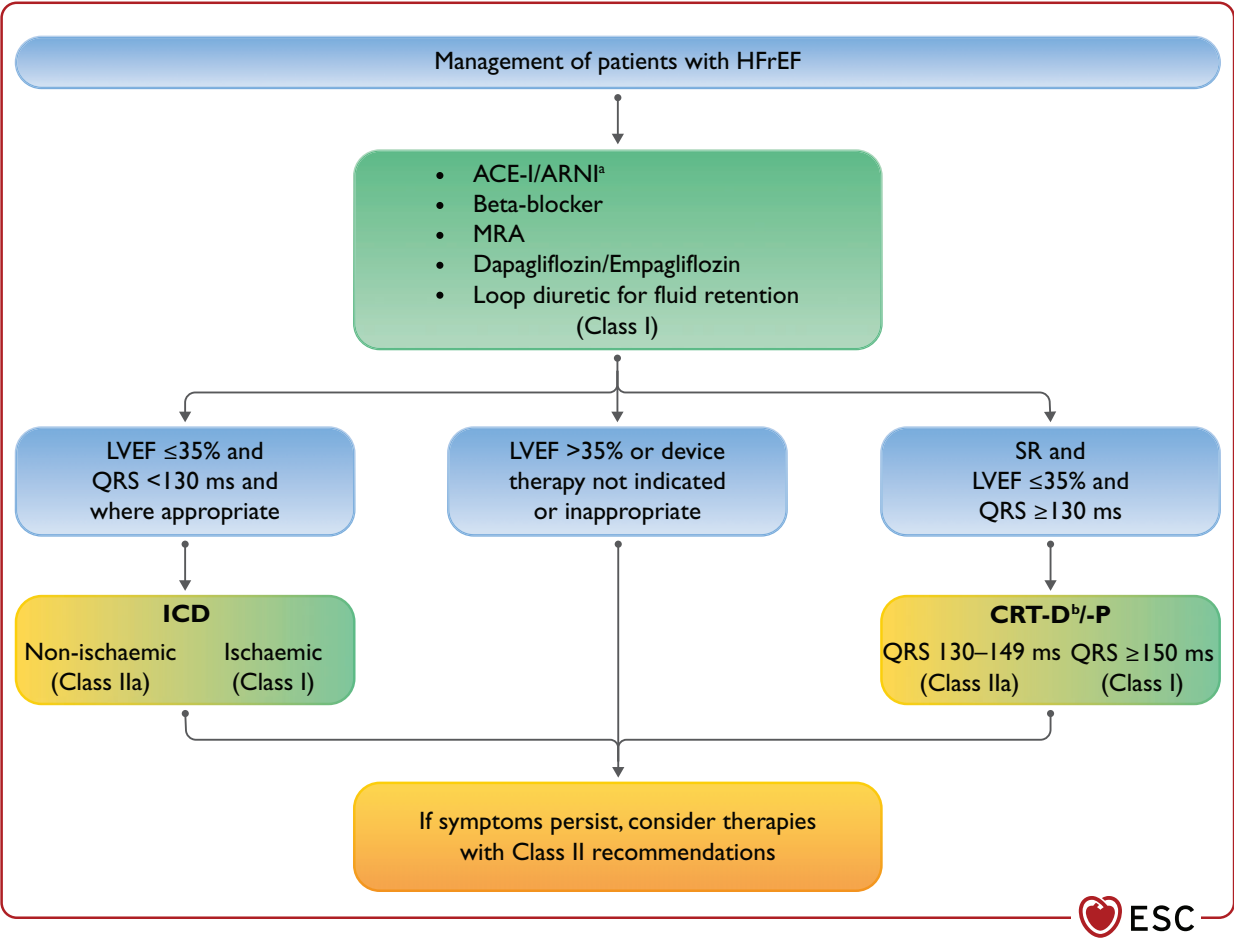 Management of patients with HFrEF
• ACE-I/ARNIᵃ
• Beta-blocker
• MRA
• Dapagliflozin/Empagliflozin
• Loop diuretic for fluid retention
(Class I)
LVEF ≤35% and
QRS <130 ms and
where appropriate
LVEF >35% or device
therapy not indicated
or inappropriate
SR and
LVEF ≤35% and
QRS ≥130 ms
ICD
Non-ischaemic
(Class IIa)
Ischaemic
(Class I)
CRT-Dᵇ/-P
QRS 130–149 ms
(Class IIa)
QRS ≥150 ms
(Class I)
If symptoms persist, consider therapies
with Class II recommendations
ESC